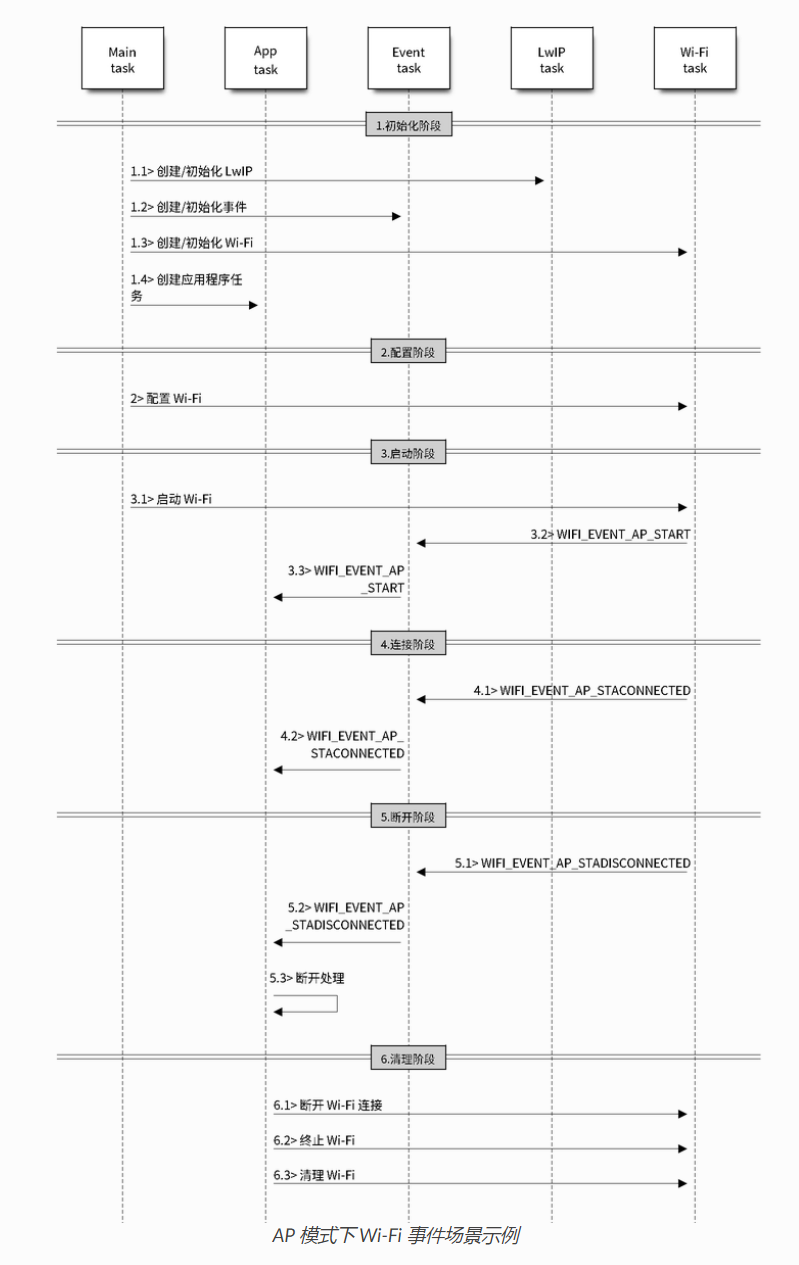 Main
task
App
task
Event
task
LwIP
task
Wi-Fi
task
1.初始化阶段
1.1> 创建/初始化 LwIP
1.2> 创建/初始化事件
1.3> 创建/初始化 Wi-Fi
1.4> 创建应用程序任
务
2.配置阶段
2> 配置 Wi-Fi
3.启动阶段
3.1> 启动 Wi-Fi
3.2> WIFI_EVENT_AP_START
3.3> WIFI_EVENT_AP
_START
4.连接阶段
4.1> WIFI_EVENT_AP_STACONNECTED
4.2> WIFI_EVENT_AP_
STACONNECTED
5.断开阶段
5.1> WIFI_EVENT_AP_STADISCONNECTED
5.2> WIFI_EVENT_AP
_STADISCONNECTED
5.3> 断开处理
6.清理阶段
6.1> 断开 Wi-Fi 连接
6.2> 终止 Wi-Fi
6.3> 清理 Wi-Fi
AP 模式下 Wi-Fi 事件场景示例